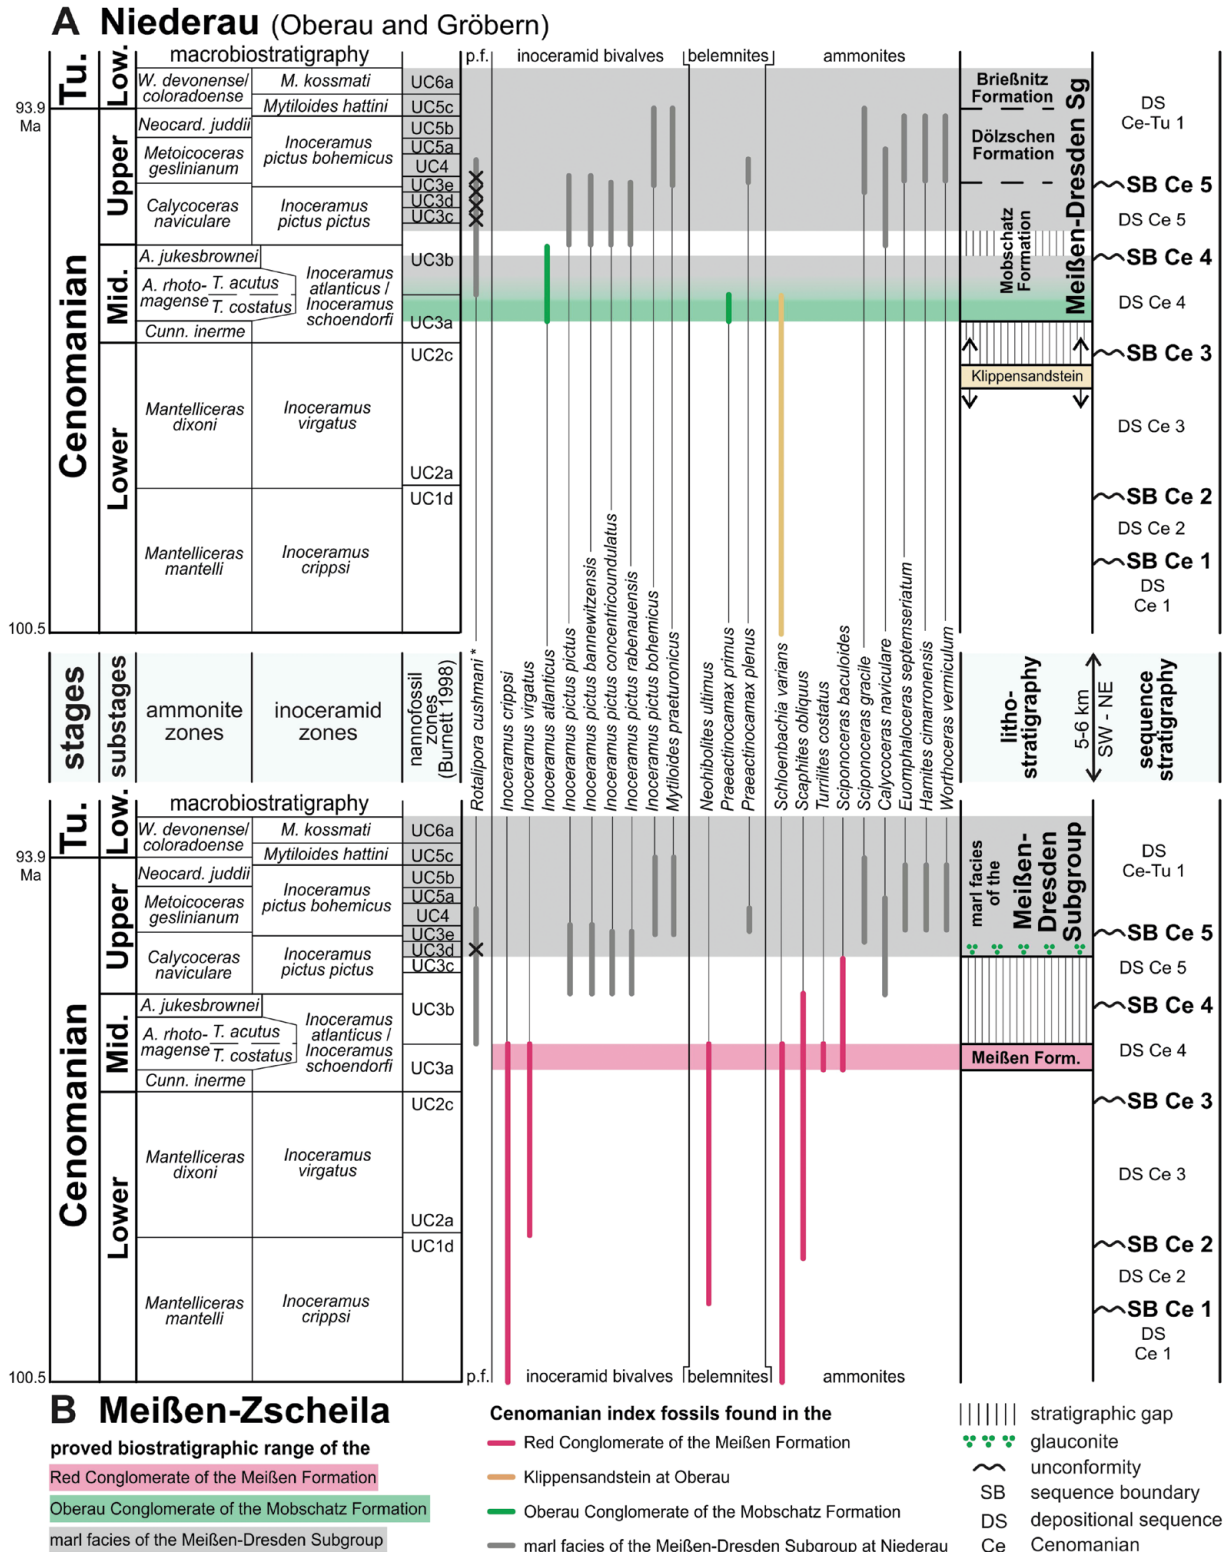 A Niederau (Oberau and Gröbern)
macrobiostratigraphy
p.f.
inoceramid bivalves
belemnites
ammonites
Tu.
Low.
W. devonense/
coloradoense
M. kossmati
Mytiloides hattini
UC6a
UC5c
93.9
Ma
Cenomanian
Upper
Mid.
Lower
Neocard. juddii
Metoicoceras
geslinianum
Calycoceras
naviculare
Inoceramus
pictus bohemicus
Inoceramus
pictus pictus
UC5b
UC5a
UC4
UC3e
UC3d
UC3c
A. jukesbrownei
A. rhoto-
magense
T. acutus
T. costatus
Cunn. inerme
Inoceramus
atlanticus /
Inoceramus
schoendorfi
UC3b
UC3a
UC2c
Mantelliceras
dixoni
Inoceramus
virgatus
UC2a
UC1d
Mantelliceras
mantelli
Inoceramus
crippsi
100.5
Brießnitz
Formation
Dölzschen
Formation
Mobschatz
Formation
Meißen-Dresden Sg
Klippensandstein
DS
Ce-Tu 1
SB Ce 5
DS Ce 5
SB Ce 4
DS Ce 4
SB Ce 3
DS Ce 3
SB Ce 2
DS Ce 2
SB Ce 1
DS
Ce 1
stages
substages
ammonite
zones
inoceramid
zones
nannofossil
zones
(Burnett 1998)
Rotalipora cushmani *
Inoceramus crippsi
Inoceramus virgatus
Inoceramus atlanticus
Inoceramus pictus pictus
Inoceramus pictus bannewitzensis
Inoceramus pictus concentricoundulatus
Inoceramus pictus rabenauensis
Inoceramus pictus bohemicus
Mytiloides praeturonicus
Neohibolites ultimus
Praeactinocamax primus
Praeactinocamax plenus
Schloenbachia varians
Scaphites obliquus
Turrilites costatus
Sciponoceras baculoides
Sciponoceras gracile
Calycoceras naviculare
Euomphaloceras septemseriatum
Hamites cimarronensis
Worthoceras vermiculum
litho-
stratigraphy
5-6 km
SW - NE
sequence
stratigraphy
macrobiostratigraphy
Tu.
Low.
W. devonense/
coloradoense
M. kossmati
Mytiloides hattini
UC6a
UC5c
93.9
Ma
Cenomanian
Upper
Mid.
Lower
Neocard. juddii
Metoicoceras
geslinianum
Calycoceras
naviculare
Inoceramus
pictus bohemicus
Inoceramus
pictus pictus
UC5b
UC5a
UC4
UC3e
UC3d
UC3c
A. jukesbrownei
A. rhoto-
magense
T. acutus
T. costatus
Cunn. inerme
Inoceramus
atlanticus /
Inoceramus
schoendorfi
UC3b
UC3a
UC2c
Mantelliceras
dixoni
Inoceramus
virgatus
UC2a
UC1d
Mantelliceras
mantelli
Inoceramus
crippsi
100.5
marl facies
of the
Meißen-
Dresden
Subgroup
Meißen Form.
DS
Ce-Tu 1
SB Ce 5
DS Ce 5
SB Ce 4
DS Ce 4
SB Ce 3
DS Ce 3
SB Ce 2
DS Ce 2
SB Ce 1
DS
Ce 1
p.f.
inoceramid bivalves
belemnites
ammonites
B Meißen-Zscheila
proved biostratigraphic range of the
Red Conglomerate of the Meißen Formation
Oberau Conglomerate of the Mobschatz Formation
marl facies of the Meißen-Dresden Subgroup
Cenomanian index fossils found in the
Red Conglomerate of the Meißen Formation
Klippensandstein at Oberau
Oberau Conglomerate of the Mobschatz Formation
marl facies of the Meißen-Dresden Subgroup at Niederau
stratigraphic gap
glauconite
unconformity
SB sequence boundary
DS depositional sequence
Ce Cenomanian